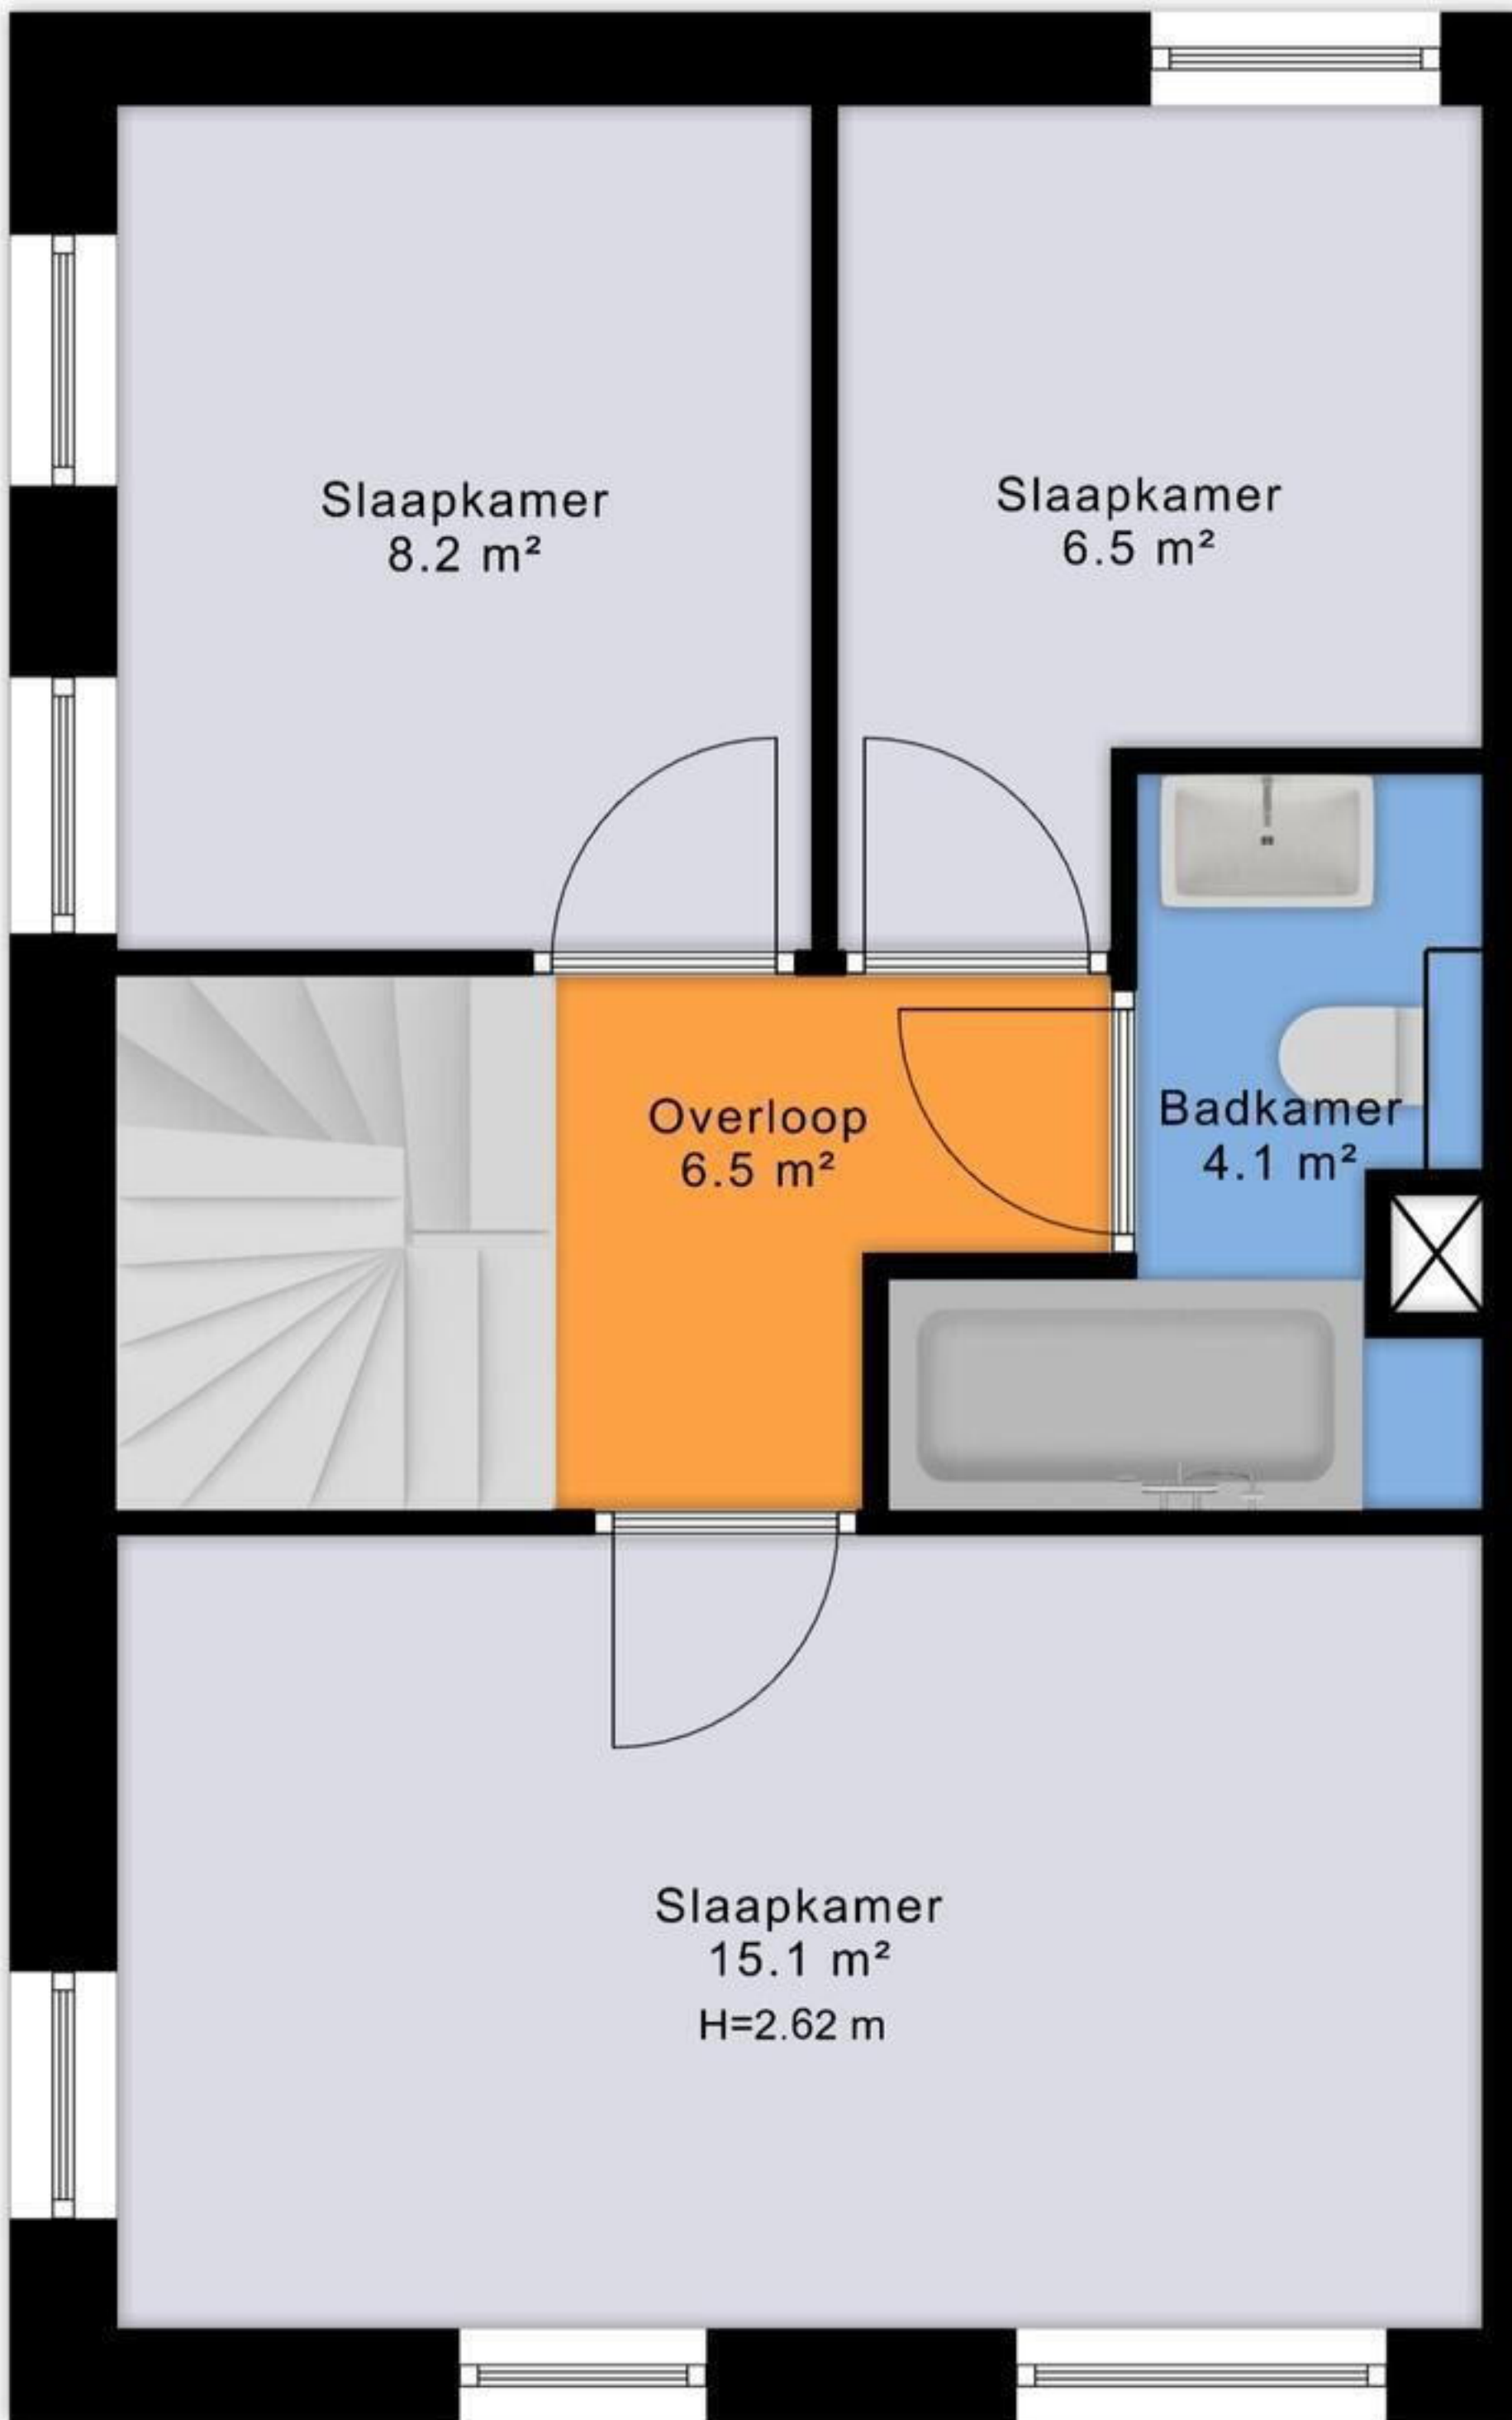 Slaapkamer
8.2 m²
Slaapkamer
6.5 m²
Overloop
6.5 m²
Badkamer
4.1 m²
Slaapkamer
15.1 m²
H=2.62 m